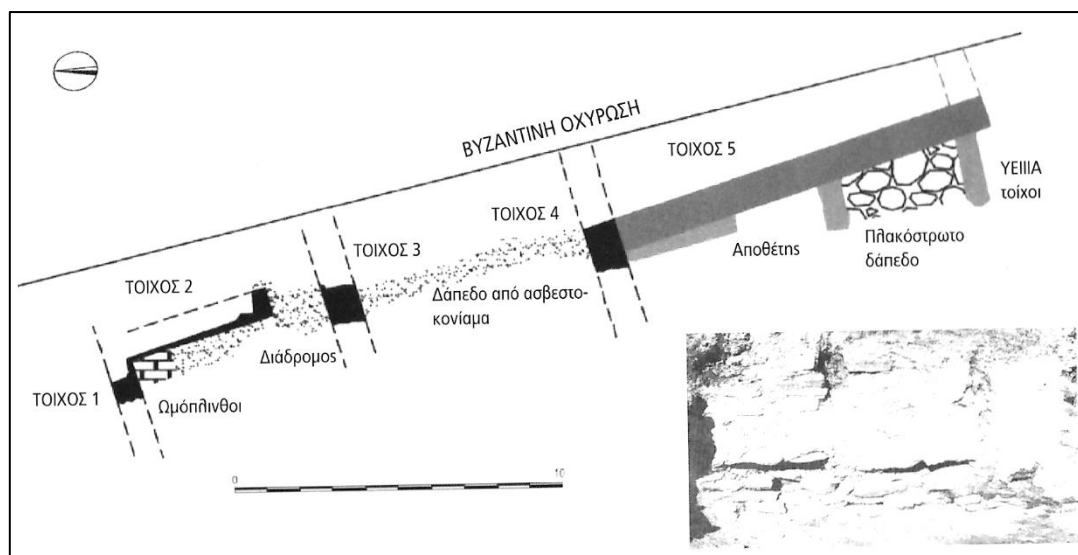 ΒΥΖΑΝΤΙΝΗ ΟΧΥΡΩΣΗ
ΤΟΙΧΟΣ 5
ΥΕΙΙΙΑ
τοίχοι
ΤΟΙΧΟΣ 4
ΤΟΙΧΟΣ 3
Αποθέτης
Πλακόστρωτο
δάπεδο
ΤΟΙΧΟΣ 2
Δάπεδο από ασβεστο-
κονίαμα
Διάδρομος
ΤΟΙΧΟΣ 1
Ωμόπλινθοι
0
10